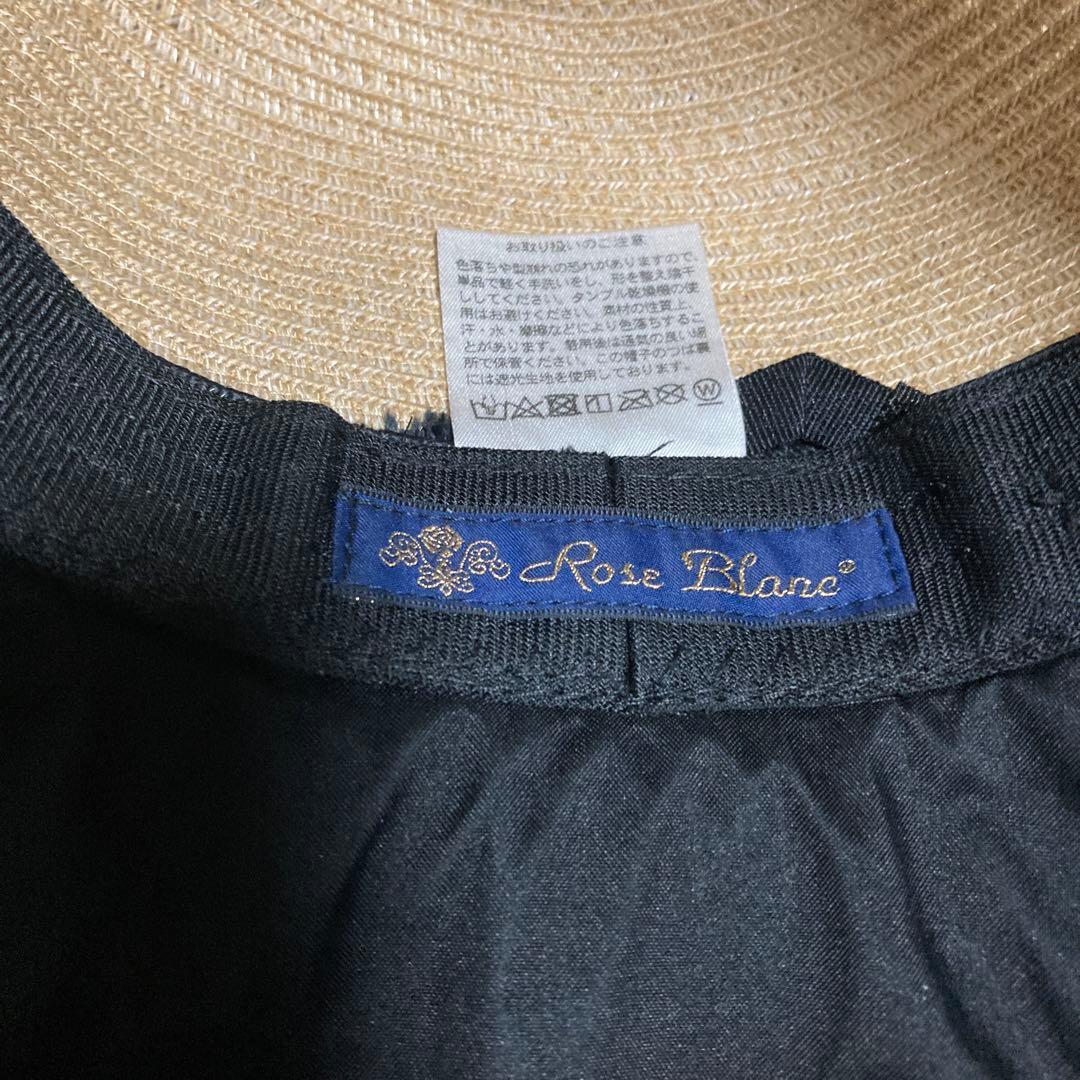 お取り扱いのご注意
色落ちや型崩れの恐れがありますので、
単品で軽く手洗いをし、形を整え陰干
ししてください。タンブル乾燥機の使
用はお避けください。素材の性質上、
汗・水・摩擦などにより色落ちするこ
とがあります。着用後は通気の良い場
所で保管ください。この帽子のつば裏
には遮光生地を使用しております。
Rose Blanc®